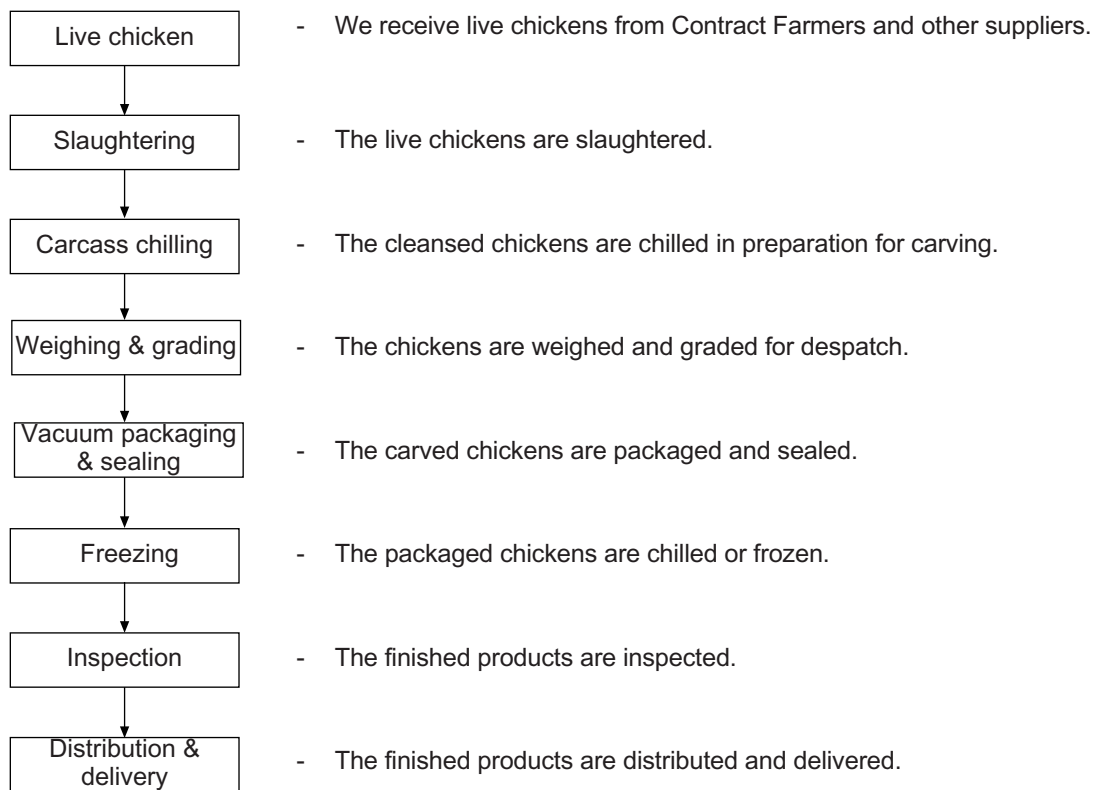 Live chicken - We receive live chickens from Contract Farmers and other suppliers.
Slaughtering - The live chickens are slaughtered.
Carcass chilling - The cleansed chickens are chilled in preparation for carving.
Weighing & grading - The chickens are weighed and graded for despatch.
Vacuum packaging
& sealing - The carved chickens are packaged and sealed.
Freezing - The packaged chickens are chilled or frozen.
Inspection - The finished products are inspected.
Distribution &
delivery - The finished products are distributed and delivered.